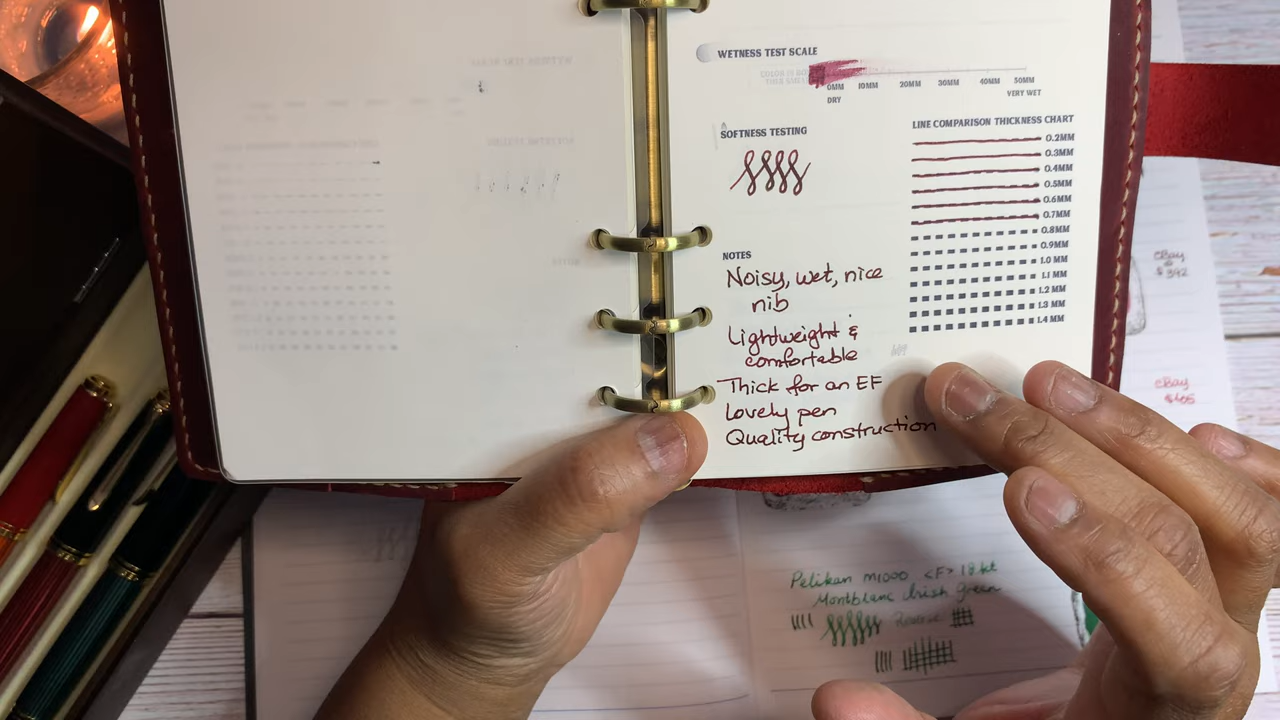 WETNESS TEST SCALE
0MM 10MM 20MM 30MM 40MM 50MM
DRY VERY WET
SOFTNESS TESTING
LINE COMPARISON THICKNESS CHART
0.2MM
0.3MM
0.4MM
0.5MM
0.6MM
0.7MM
0.8MM
0.9MM
1.0 MM
1.1 MM
1.2 MM
1.3 MM
1.4 MM
NOTES
Noisy, wet, nice
nib
Lightweight &
comfortable
Thick for an EF
Lovely pen
Quality construction
eBay
$392
eBay
Pelikan M1000 <F> 18 kt
Montblanc Irish Green